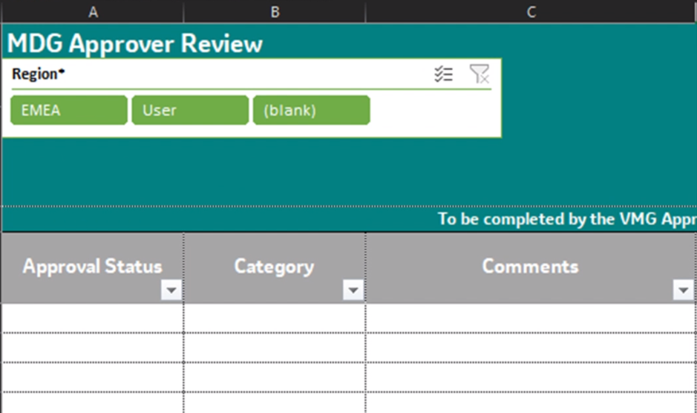 A B C
MDG Approver Review
Region*
EMEA User (blank)
To be completed by the VMG Appr
Approval Status Category Comments